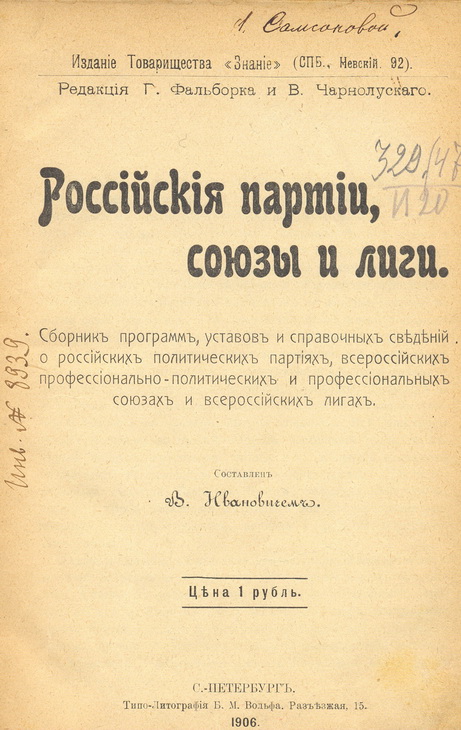 А. Самсоновой,
Изданіе Товарищества «Знаніе» (СПБ., Невскій, 92).
Редакція Г. Фальборка и В. Чарнолускаго.
329/47
И 20
Россійскія партіи,
союзы и лиги.
Сборникъ программъ, уставовъ и справочныхъ свѣдѣній
о россійскихъ политическихъ партіяхъ, всероссійскихъ
профессіонально-политическихъ и профессіональныхъ
союзахъ и всероссійскихъ лигахъ.
Инв. № 8939.
Составленъ
В. Ивановичемъ.
Цѣна 1 рубль.
С.-ПЕТЕРБУРГЪ.
Типо-Литографія Б. М. Вольфа. Разъѣзжая, 15.
1906.